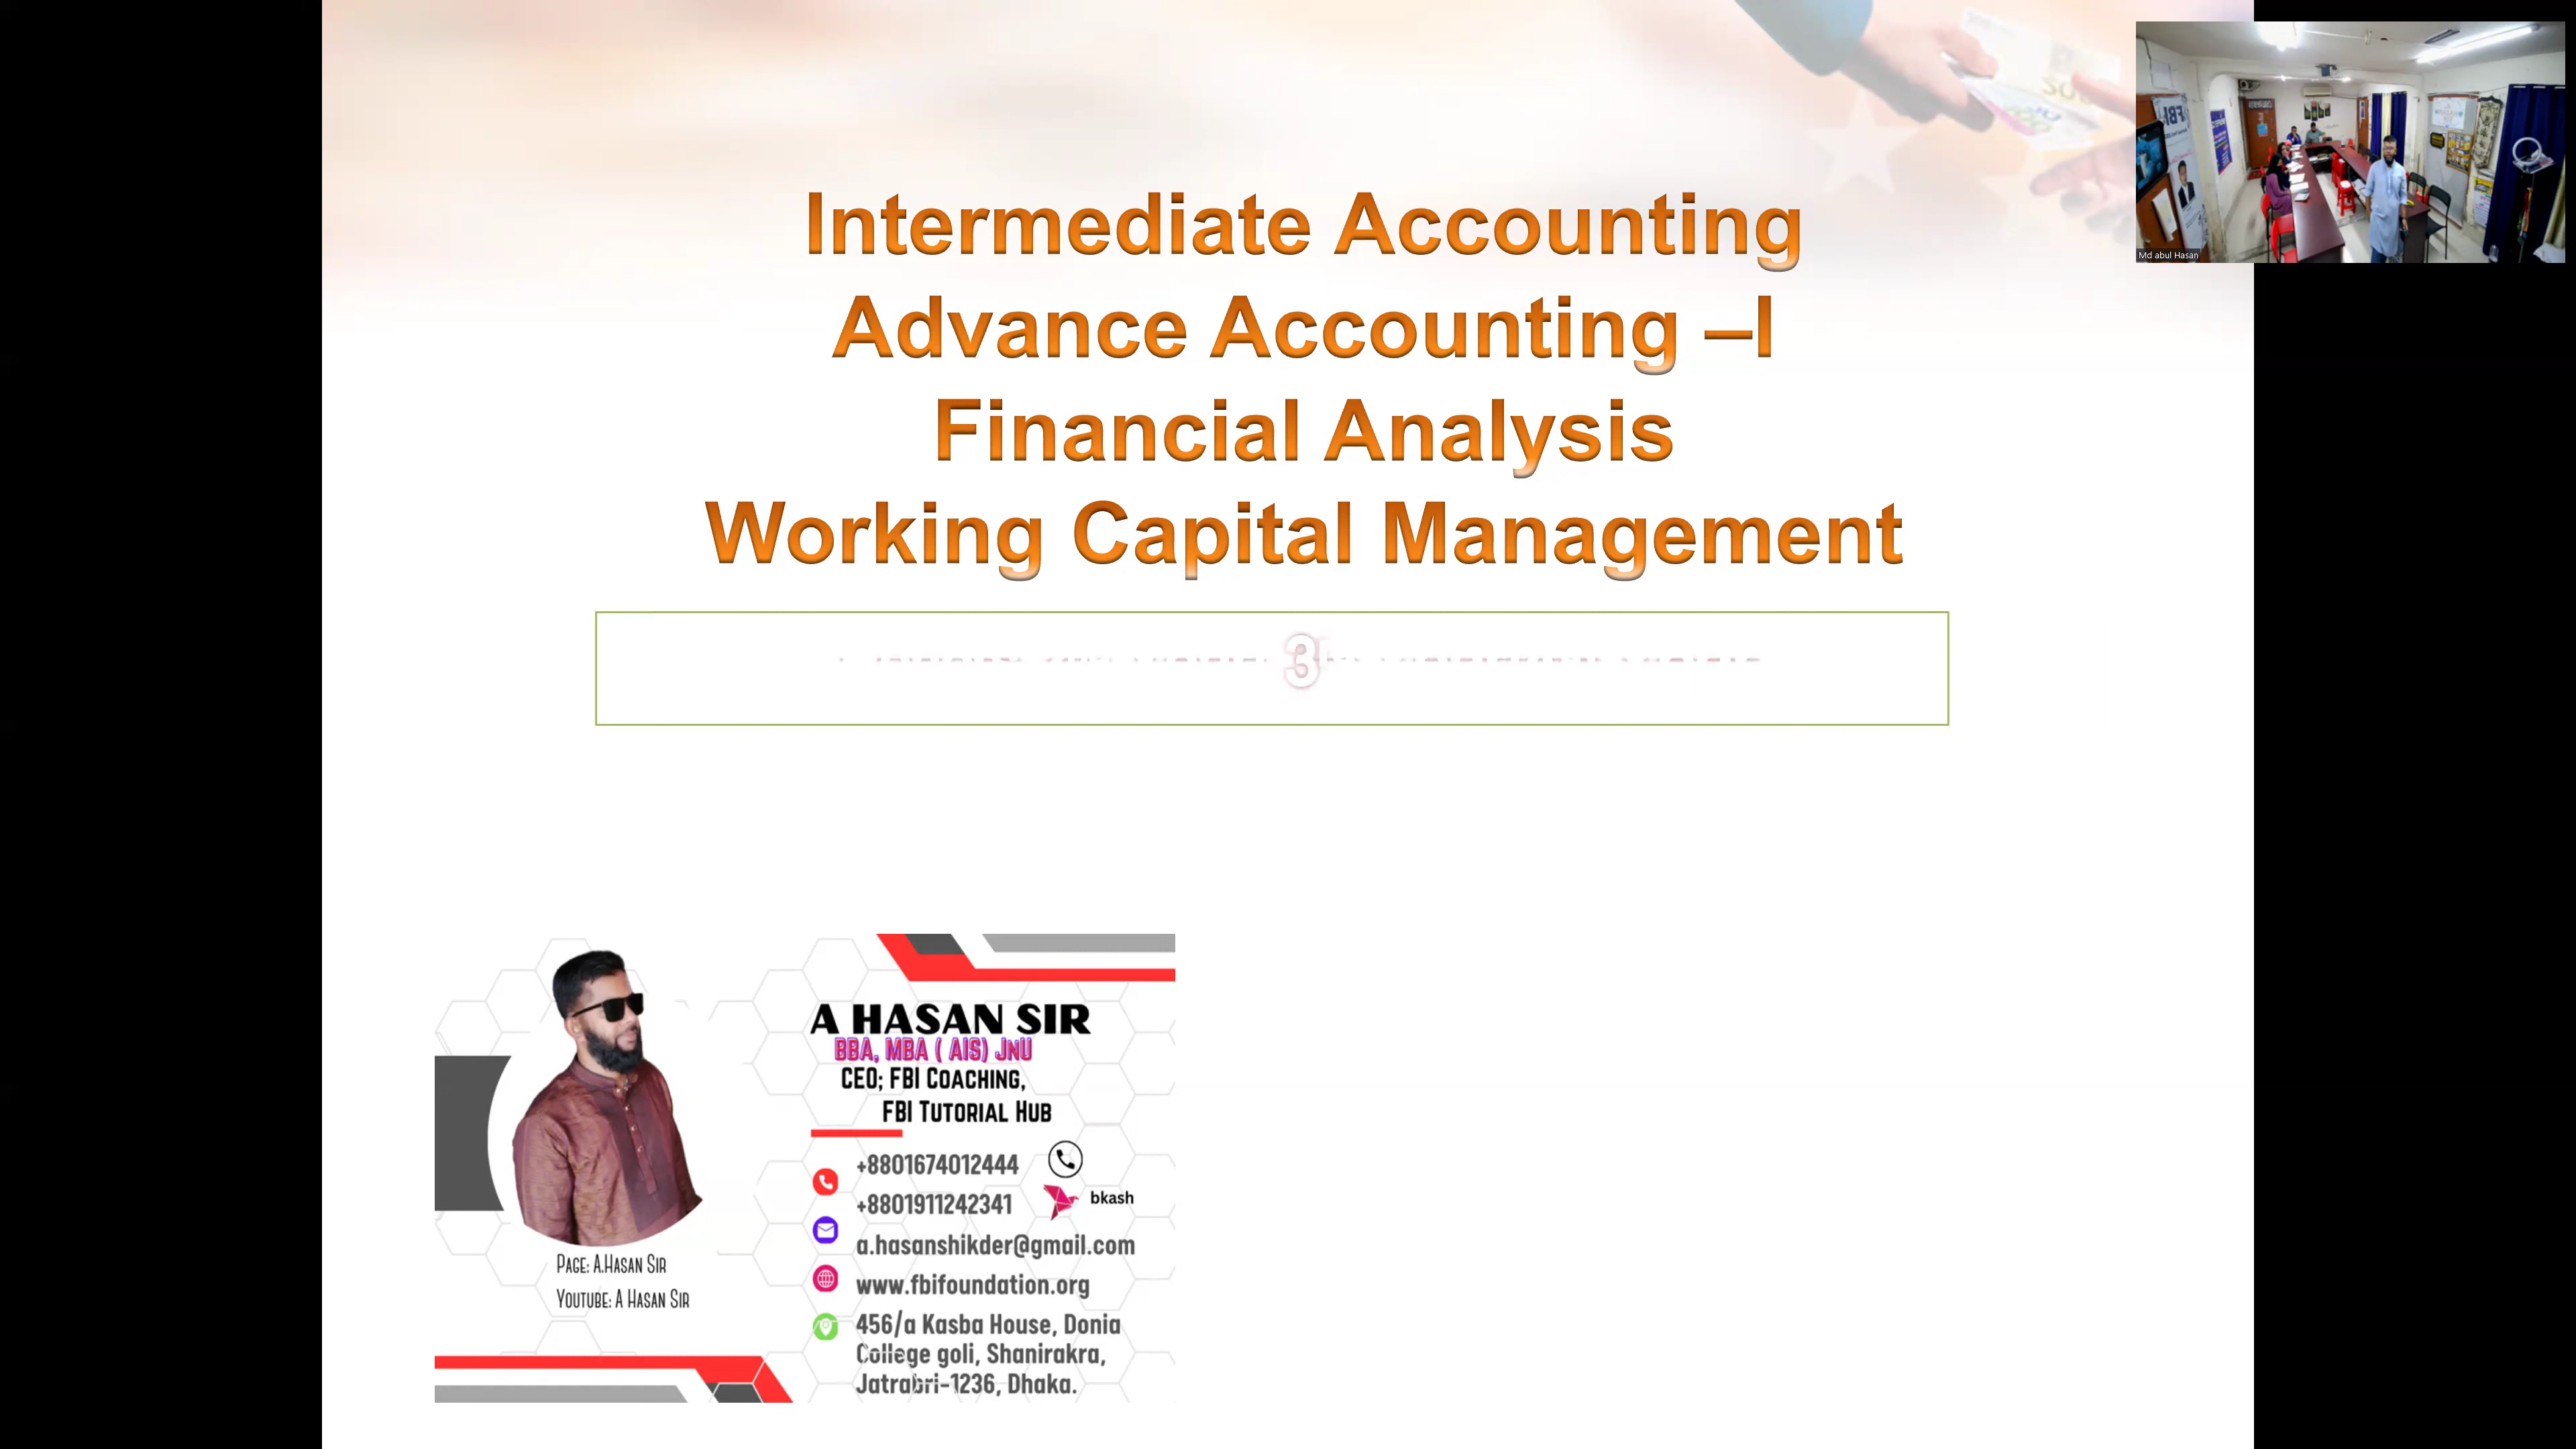 Intermediate Accounting
Advance Accounting –I
Financial Analysis
Working Capital Management
3
Md abul Hasan
FBI
A HASAN SIR
BBA, MBA ( AIS) JNU
CEO; FBI COACHING,
FBI TUTORIAL HUB
+8801674012444
+8801911242341
bkash
a.hasanshikder@gmail.com
www.fbifoundation.org
456/a Kasba House, Donia
College goli, Shanirakra,
Jatrabri-1236, Dhaka.
PAGE: A.HASAN SIR
YOUTUBE: A HASAN SIR